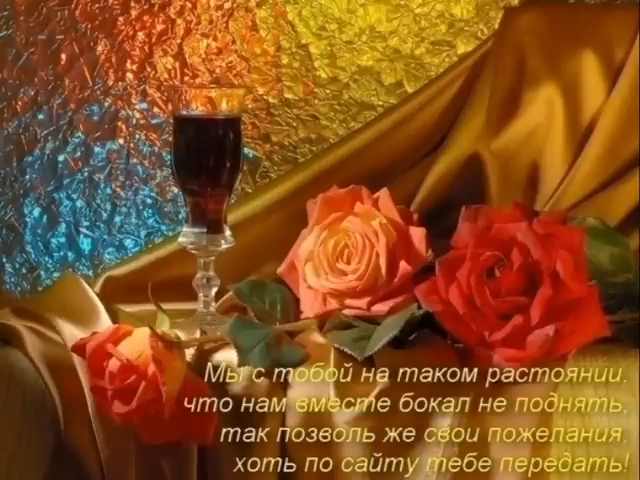 Мы с тобой на таком растоянии.
что нам вместе бокал не поднять.
так позволь же свои пожелания.
хоть по сайту тебе передать!